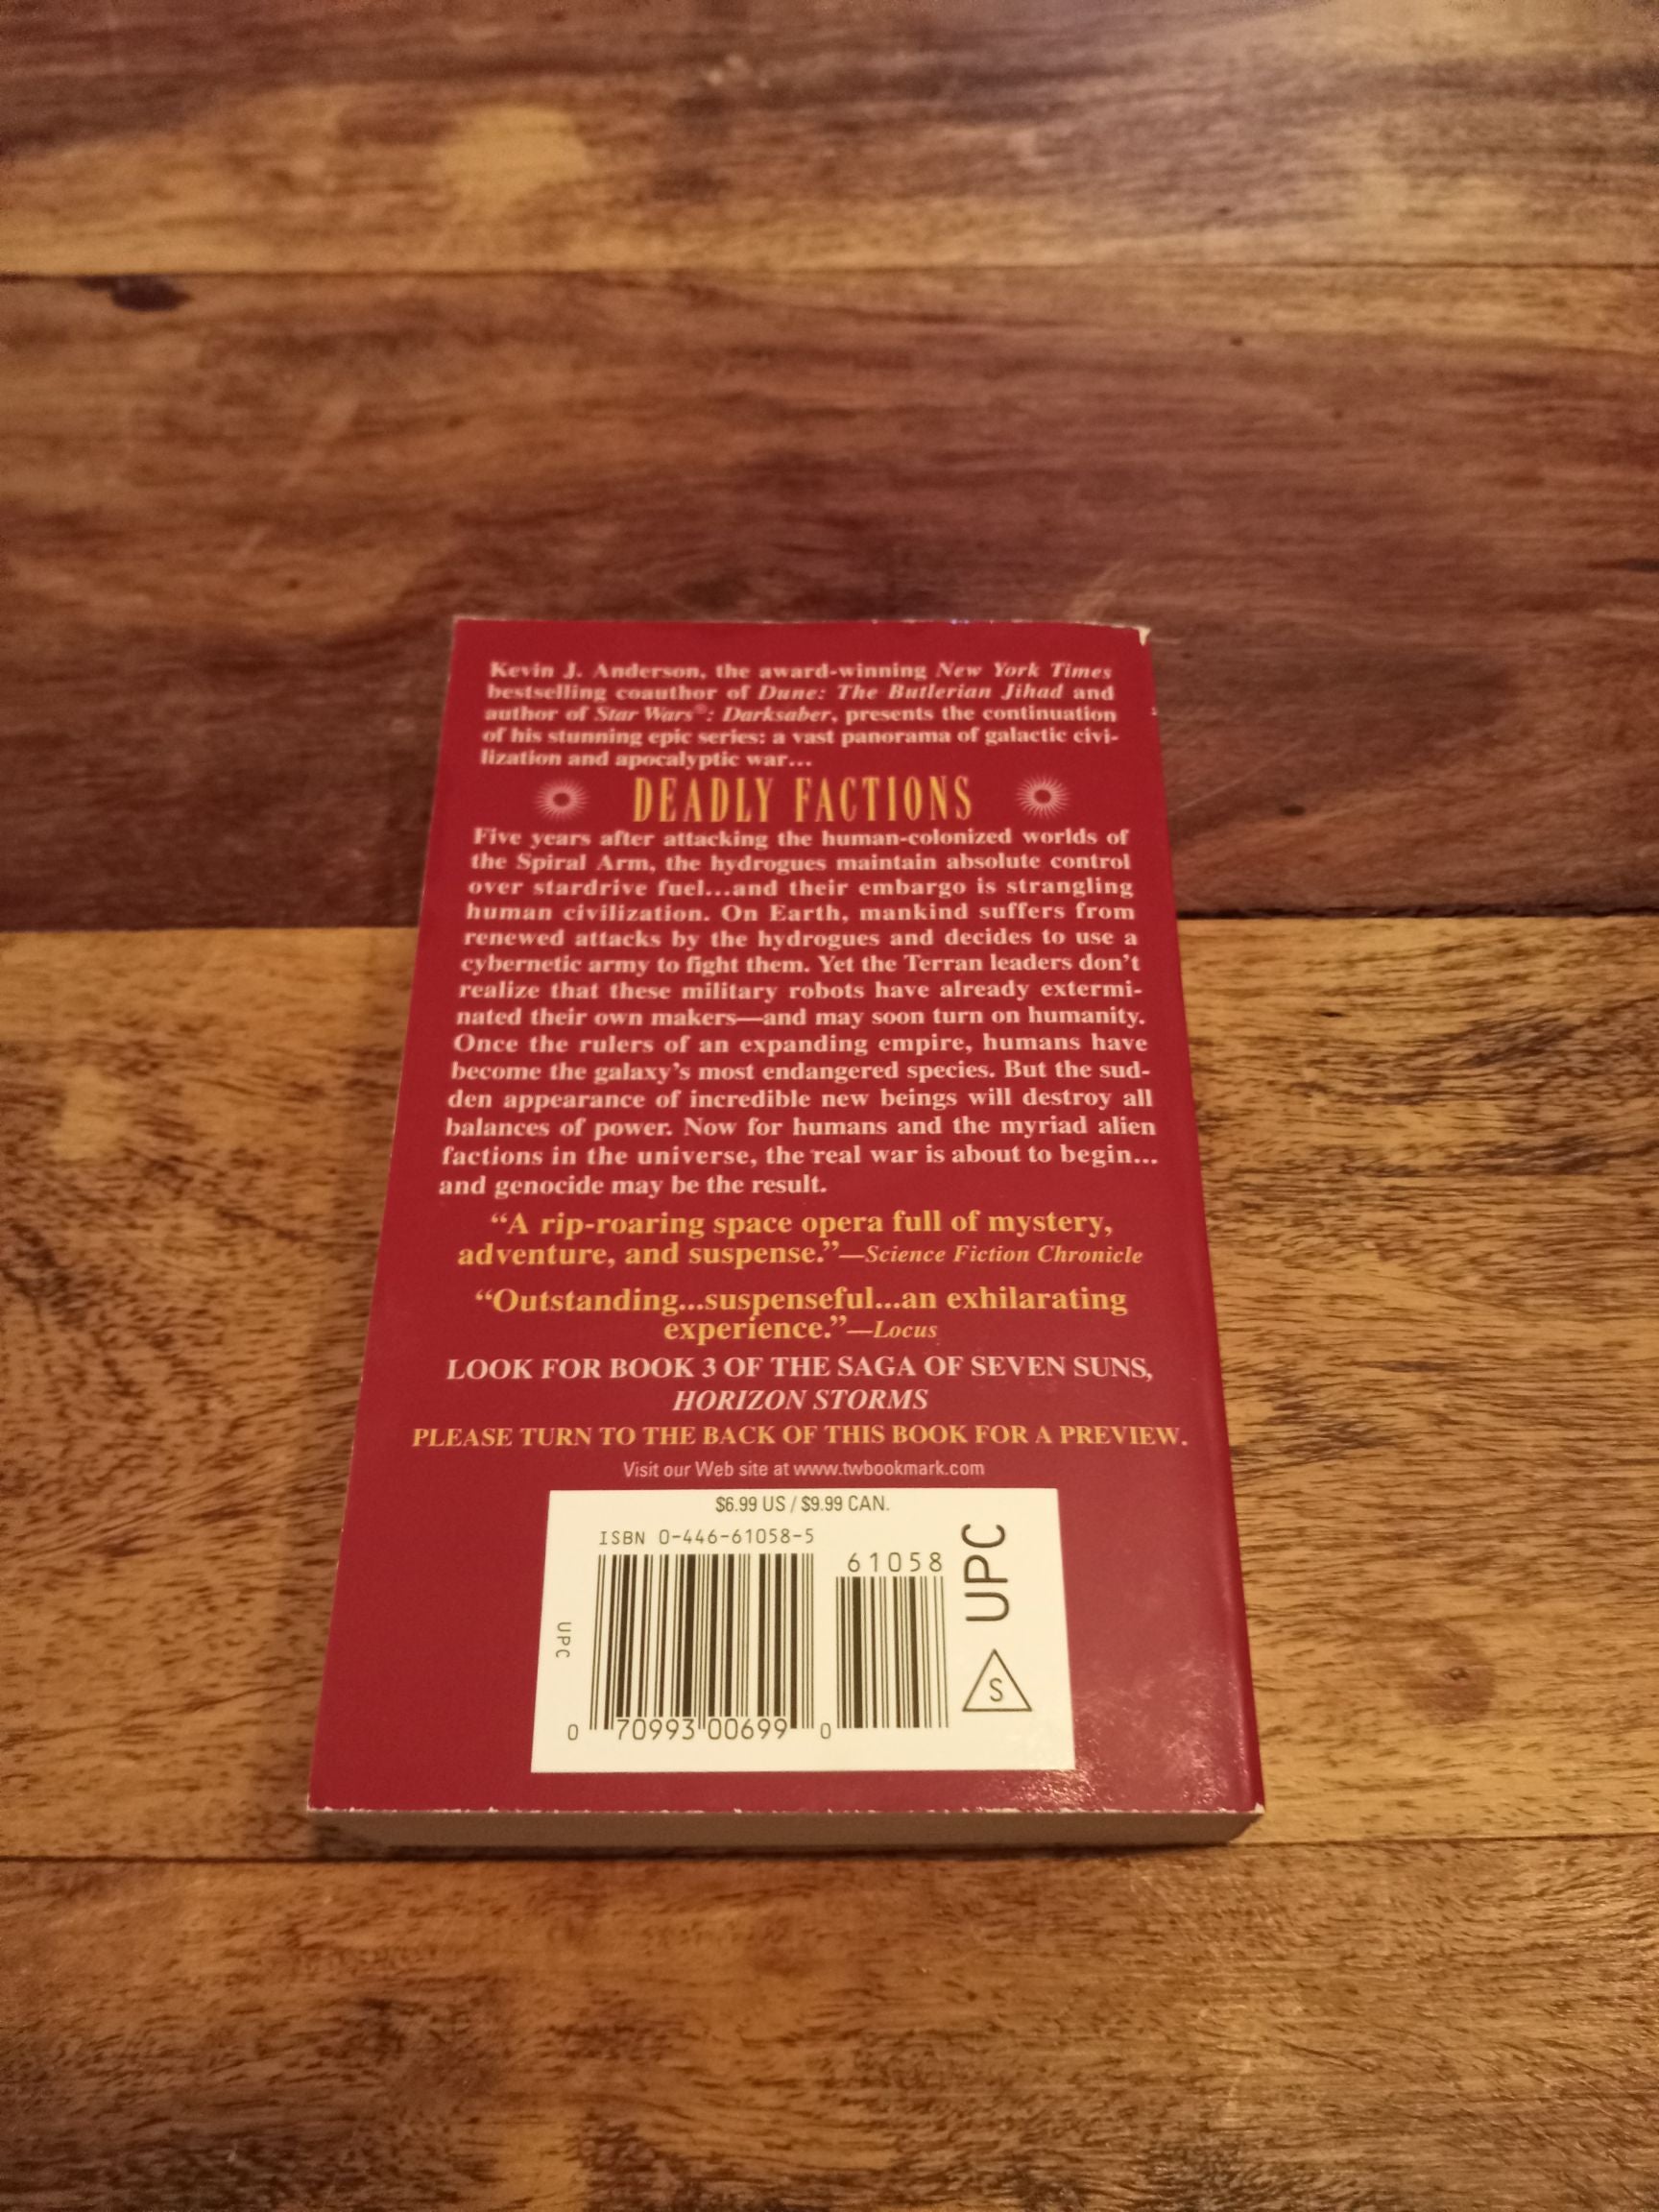 Kevin J. Anderson, the award-winning New York Times
bestselling coauthor of Dune: The Butlerian Jihad and
author of Star Wars®: Darksaber, presents the continuation
of his stunning epic series: a vast panorama of galactic civi-
lization and apocalyptic war...
DEADLY FACTIONS
Five years after attacking the human-colonized worlds of
the Spiral Arm, the hydrogues maintain absolute control
over stardrive fuel...and their embargo is strangling
human civilization. On Earth, mankind suffers from
renewed attacks by the hydrogues and decides to use a
cybernetic army to fight them. Yet the Terran leaders don't
realize that these military robots have already extermi-
nated their own makers—and may soon turn on humanity.
Once the rulers of an expanding empire, humans have
become the galaxy's most endangered species. But the sud-
den appearance of incredible new beings will destroy all
balances of power. Now for humans and the myriad alien
factions in the universe, the real war is about to begin...
and genocide may be the result.
“A rip-roaring space opera full of mystery,
adventure, and suspense.”—Science Fiction Chronicle
“Outstanding...suspenseful...an exhilarating
experience.”—Locus
LOOK FOR BOOK 3 OF THE SAGA OF SEVEN SUNS,
HORIZON STORMS
PLEASE TURN TO THE BACK OF THIS BOOK FOR A PREVIEW.
Visit our Web site at www.twbookmark.com
$6.99 US / $9.99 CAN.
ISBN 0-446-61058-5
61058
UPC
UPC
S
0 70993 00699 0